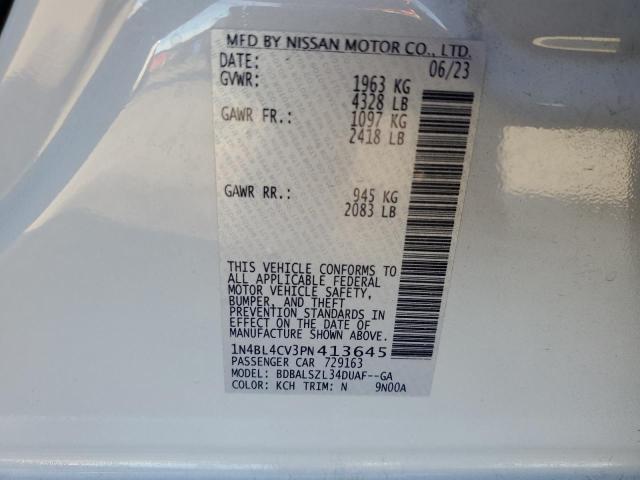 MFD BY NISSAN MOTOR CO., LTD.
DATE: 06/23
GVWR: 1963 KG
4328 LB
GAWR FR.: 1097 KG
2418 LB
GAWR RR.: 945 KG
2083 LB
THIS VEHICLE CONFORMS TO
ALL APPLICABLE FEDERAL
MOTOR VEHICLE SAFETY,
BUMPER, AND THEFT
PREVENTION STANDARDS IN
EFFECT ON THE DATE OF
MANUFACTURE SHOWN ABOVE.
1N4BL4CV3PN413645
PASSENGER CAR 729163
MODEL: BDBALSZL34DUAF--GA
COLOR: KCH TRIM: N 9N00A